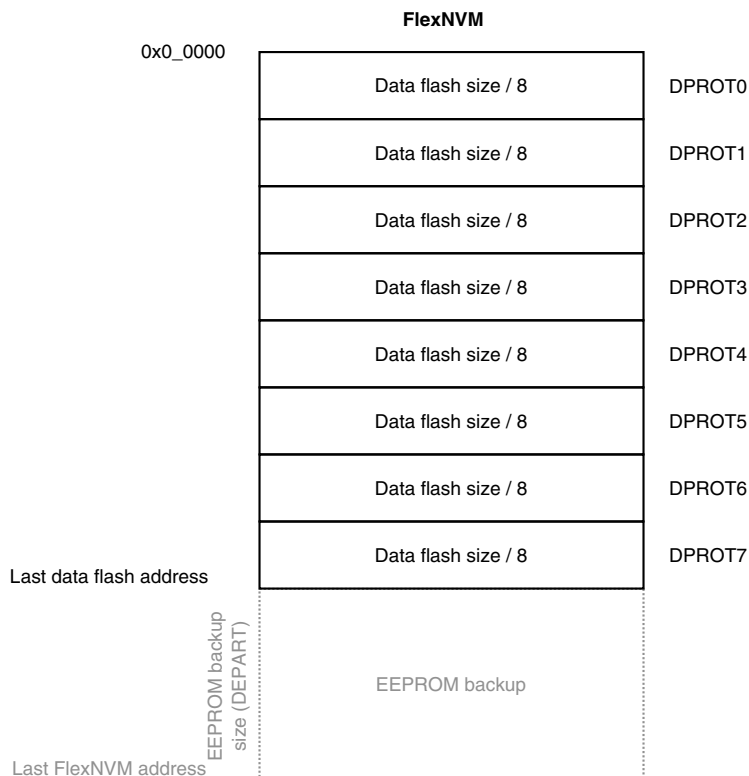 FlexNVM
0x0_0000
Data flash size / 8 DPROT0
Data flash size / 8 DPROT1
Data flash size / 8 DPROT2
Data flash size / 8 DPROT3
Data flash size / 8 DPROT4
Data flash size / 8 DPROT5
Data flash size / 8 DPROT6
Data flash size / 8 DPROT7
Last data flash address
EEPROM backup
size (DEPART)
EEPROM backup
Last FlexNVM address